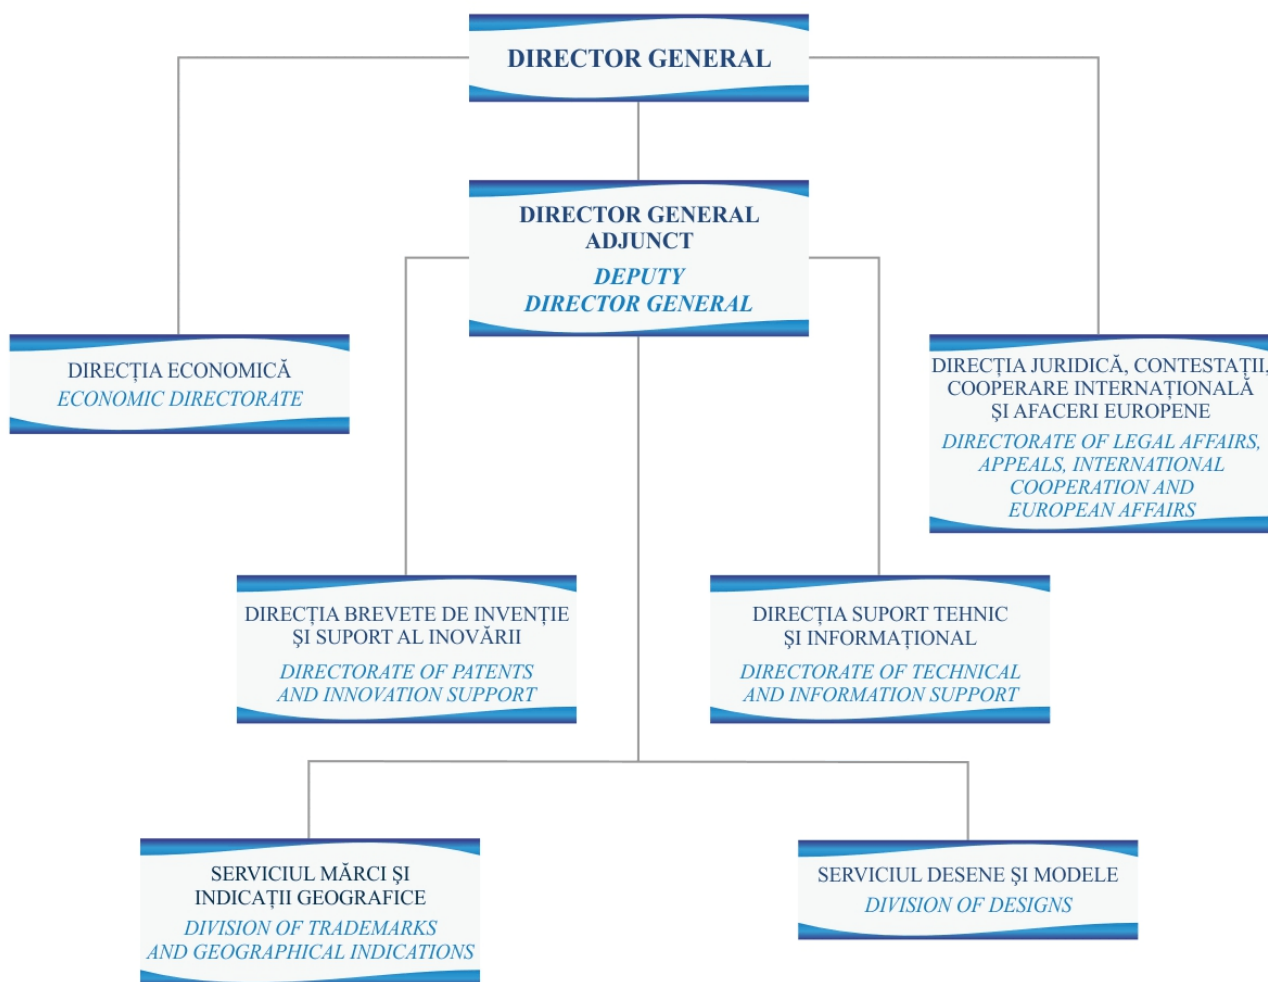 DIRECTOR GENERAL
DIRECTOR GENERAL
ADJUNCT
DEPUTY
DIRECTOR GENERAL
DIRECȚIA ECONOMICĂ
ECONOMIC DIRECTORATE
DIRECȚIA JURIDICĂ, CONTESTAȚII,
COOPERARE INTERNAȚIONALĂ
ŞI AFACERI EUROPENE
DIRECTORATE OF LEGAL AFFAIRS,
APPEALS, INTERNATIONAL
COOPERATION AND
EUROPEAN AFFAIRS
DIRECȚIA BREVETE DE INVENȚIE
ŞI SUPORT AL INOVĂRII
DIRECTORATE OF PATENTS
AND INNOVATION SUPPORT
DIRECȚIA SUPORT TEHNIC
ŞI INFORMAȚIONAL
DIRECTORATE OF TECHNICAL
AND INFORMATION SUPPORT
SERVICIUL MĂRCI ŞI
INDICAȚII GEOGRAFICE
DIVISION OF TRADEMARKS
AND GEOGRAPHICAL INDICATIONS
SERVICIUL DESENE ŞI MODELE
DIVISION OF DESIGNS